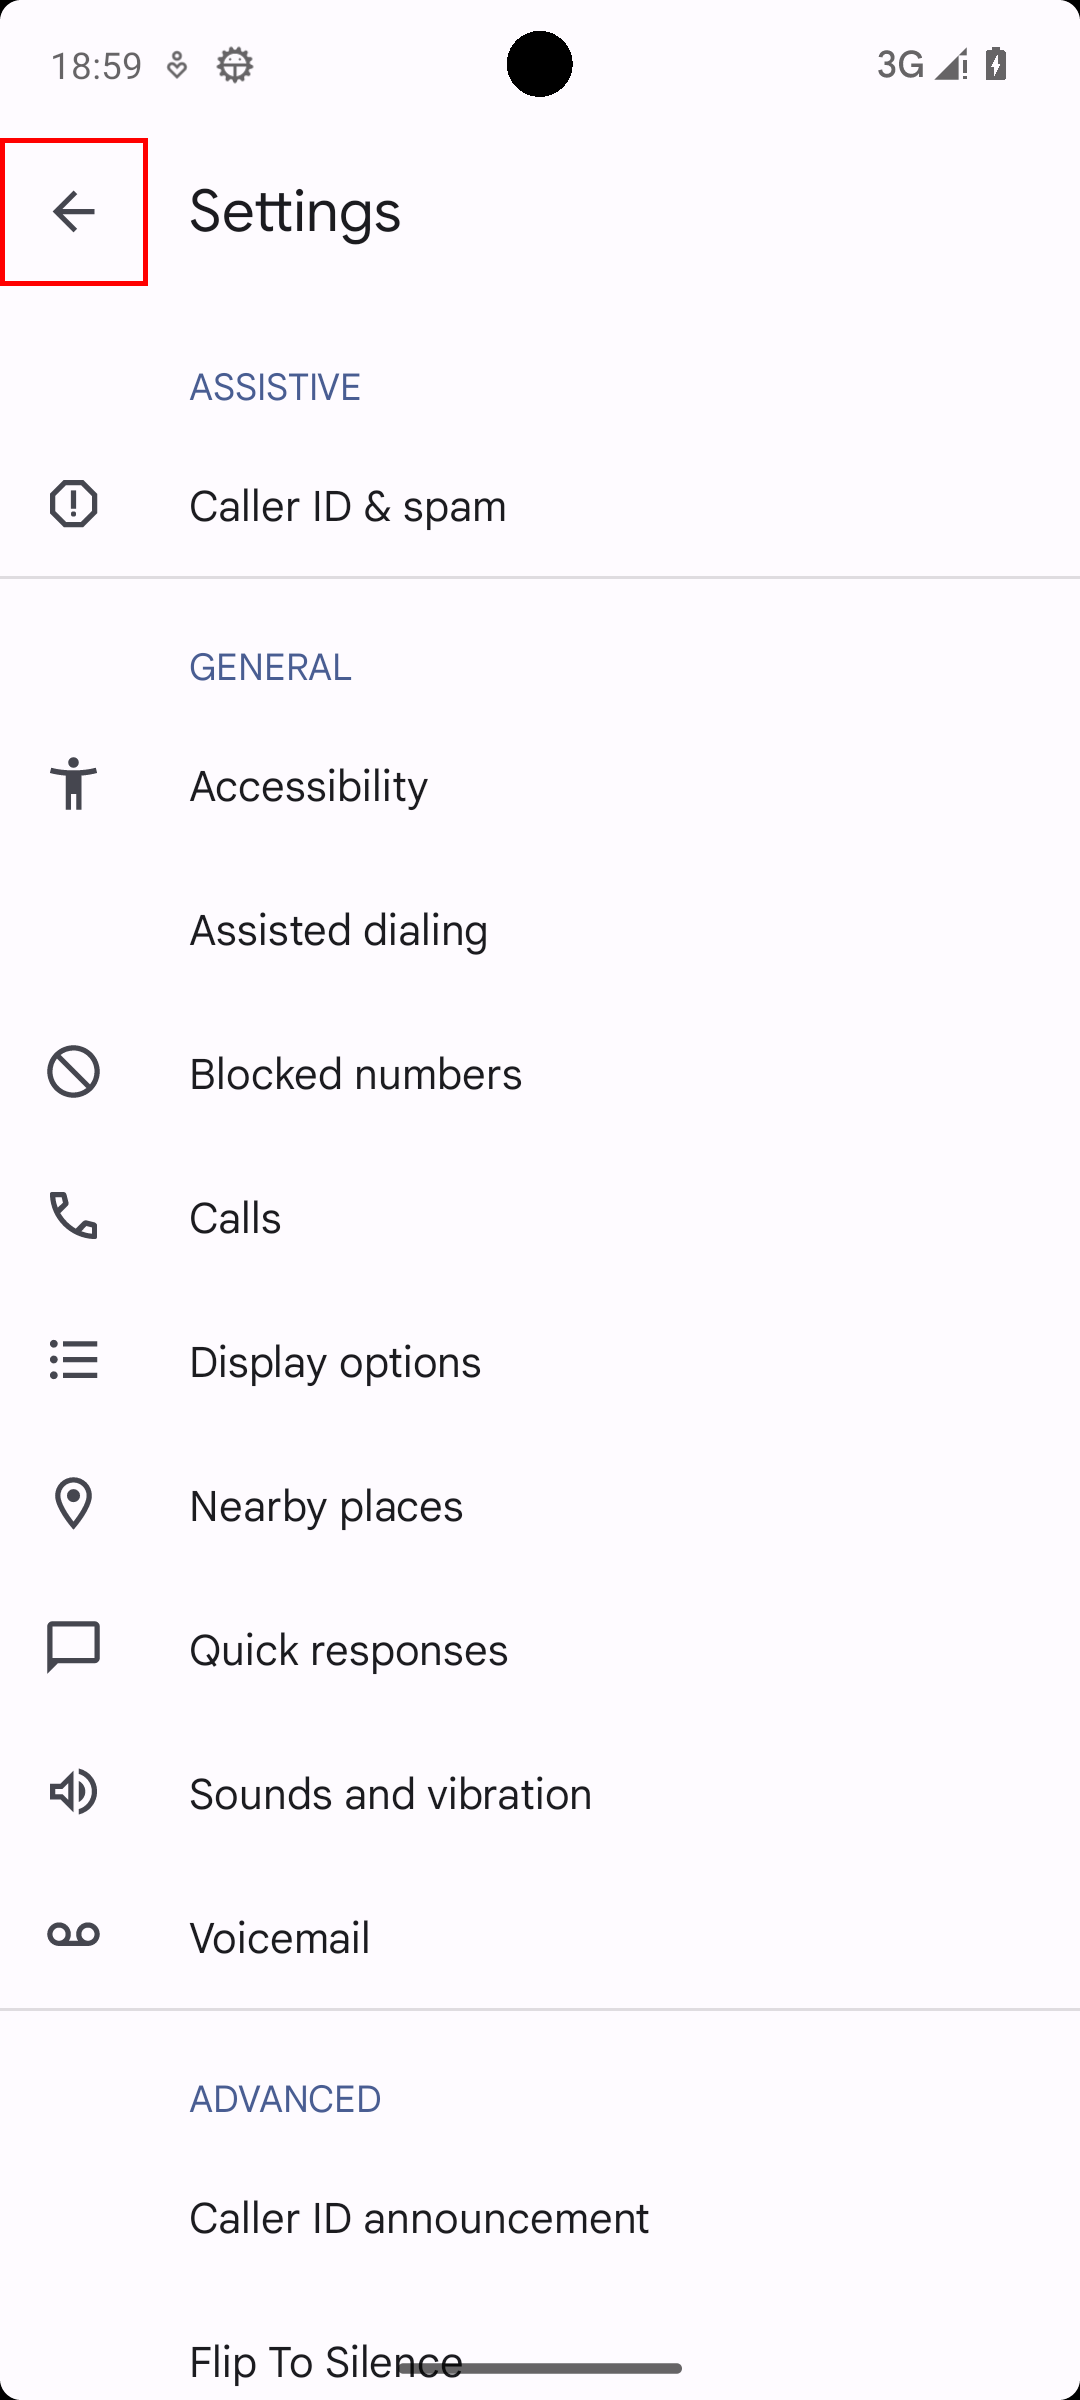 18:59
3G
Settings
ASSISTIVE
Caller ID & spam
GENERAL
Accessibility
Assisted dialing
Blocked numbers
Calls
Display options
Nearby places
Quick responses
Sounds and vibration
Voicemail
ADVANCED
Caller ID announcement
Flip To Silence